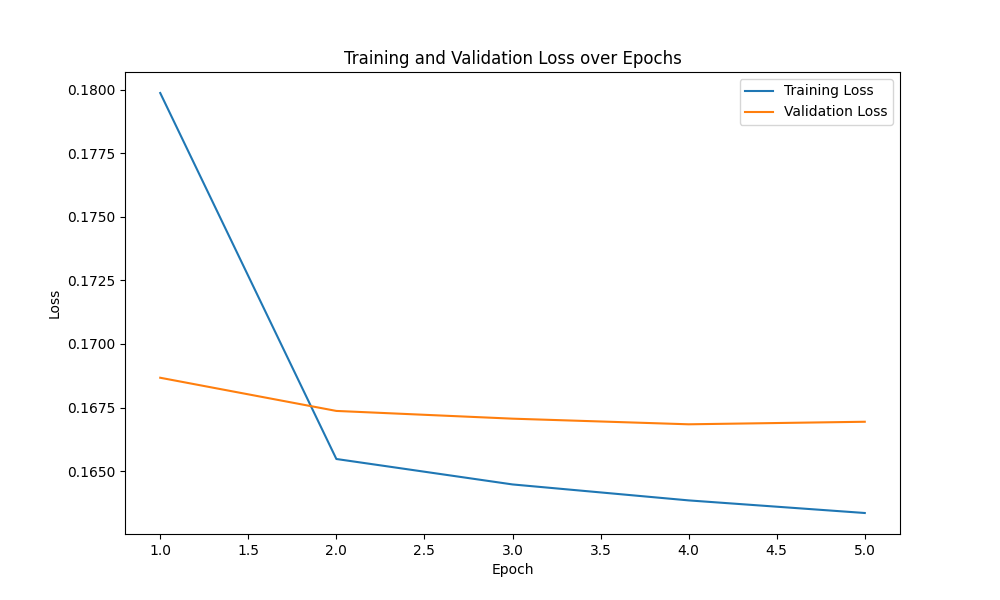 Training and Validation Loss over Epochs
Training Loss
Validation Loss
0.1800
0.1775
0.1750
0.1725
0.1700
0.1675
0.1650
Loss
1.0 1.5 2.0 2.5 3.0 3.5 4.0 4.5 5.0
Epoch